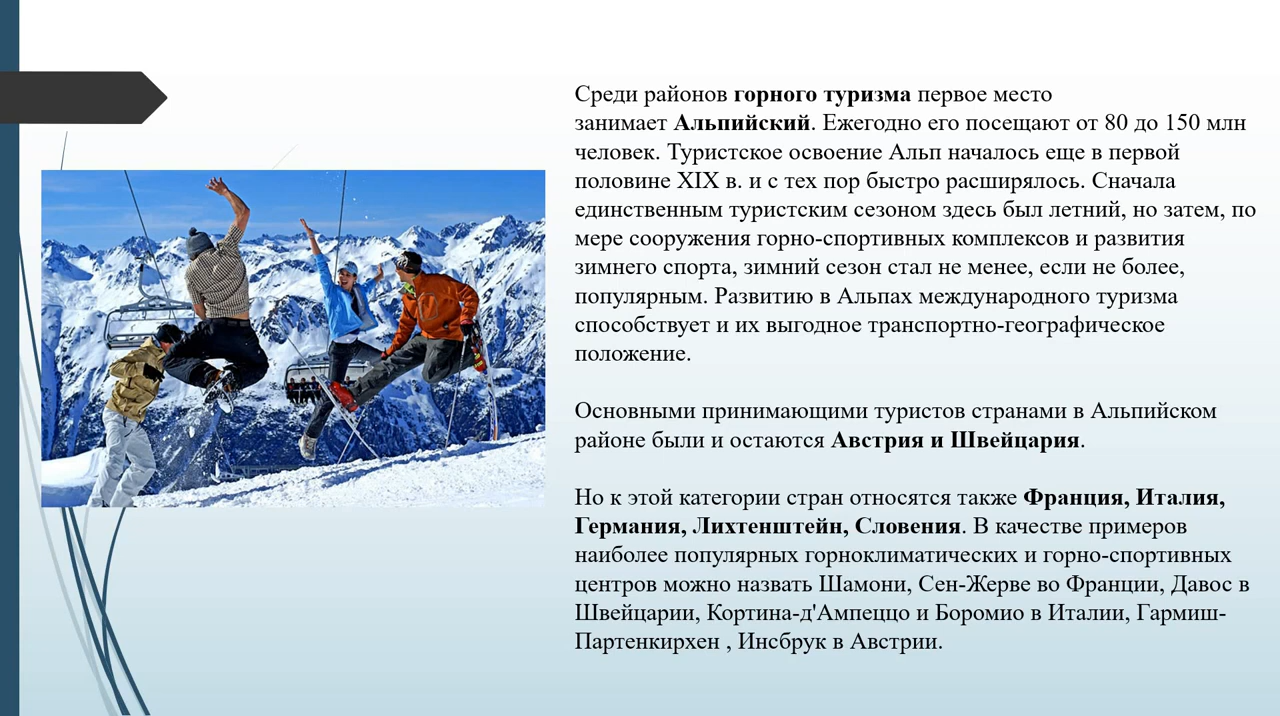 Среди районов горного туризма первое место
занимает Альпийский. Ежегодно его посещают от 80 до 150 млн
человек. Туристское освоение Альп началось еще в первой
половине XIX в. и с тех пор быстро расширялось. Сначала
единственным туристским сезоном здесь был летний, но затем, по
мере сооружения горно-спортивных комплексов и развития
зимнего спорта, зимний сезон стал не менее, если не более,
популярным. Развитию в Альпах международного туризма
способствует и их выгодное транспортно-географическое
положение.
Основными принимающими туристов странами в Альпийском
районе были и остаются Австрия и Швейцария.
Но к этой категории стран относятся также Франция, Италия,
Германия, Лихтенштейн, Словения. В качестве примеров
наиболее популярных горноклиматических и горно-спортивных
центров можно назвать Шамони, Сен-Жерве во Франции, Давос в
Швейцарии, Кортина-д'Ампеццо и Боромио в Италии, Гармиш-
Партенкирхен , Инсбрук в Австрии.